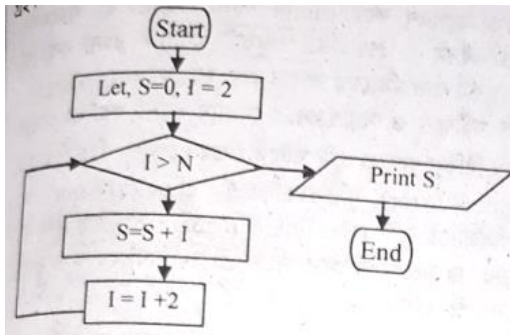 Start
Let, S=0, I = 2
I > N
Print S
S=S + I
End
I = I +2